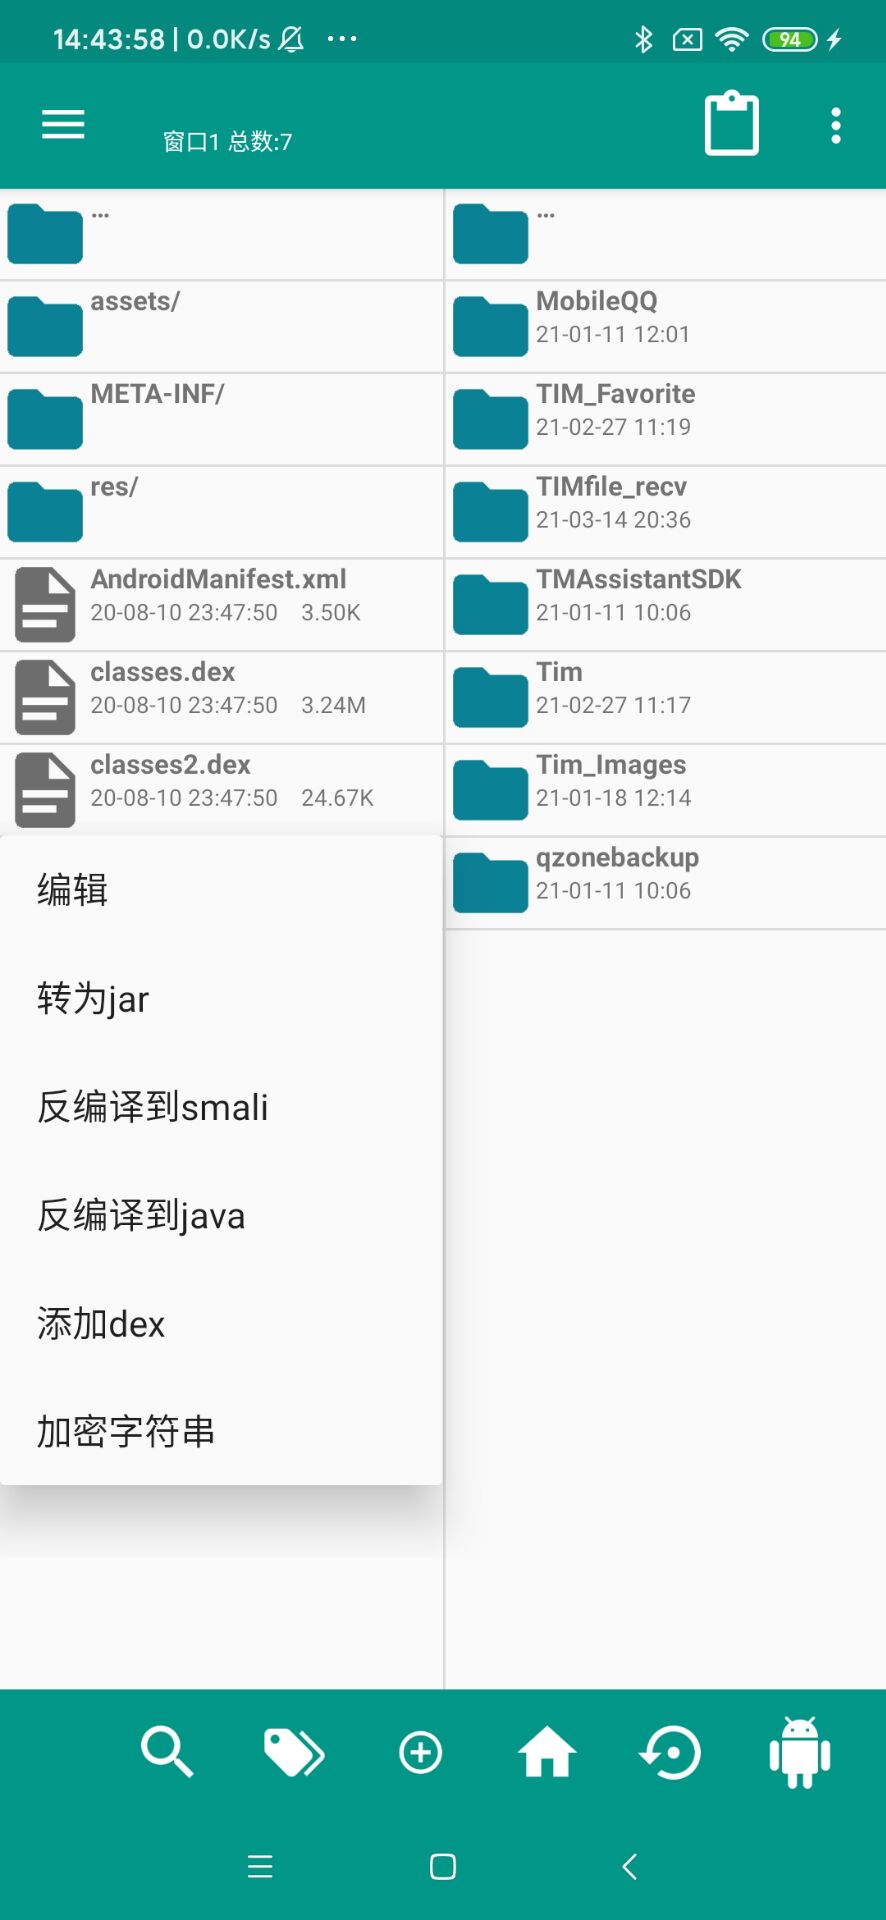 14:43:58 | 0.0K/s ...
94
窗口1 总数:7
...
assets/
META-INF/
res/
AndroidManifest.xml
20-08-10 23:47:50 3.50K
classes.dex
20-08-10 23:47:50 3.24M
classes2.dex
20-08-10 23:47:50 24.67K
编辑
转为jar
反编译到smali
反编译到java
添加dex
加密字符串
...
MobileQQ
21-01-11 12:01
TIM_Favorite
21-02-27 11:19
TIMfile_recv
21-03-14 20:36
TMAssistantSDK
21-01-11 10:06
Tim
21-02-27 11:17
Tim_Images
21-01-18 12:14
qzonebackup
21-01-11 10:06